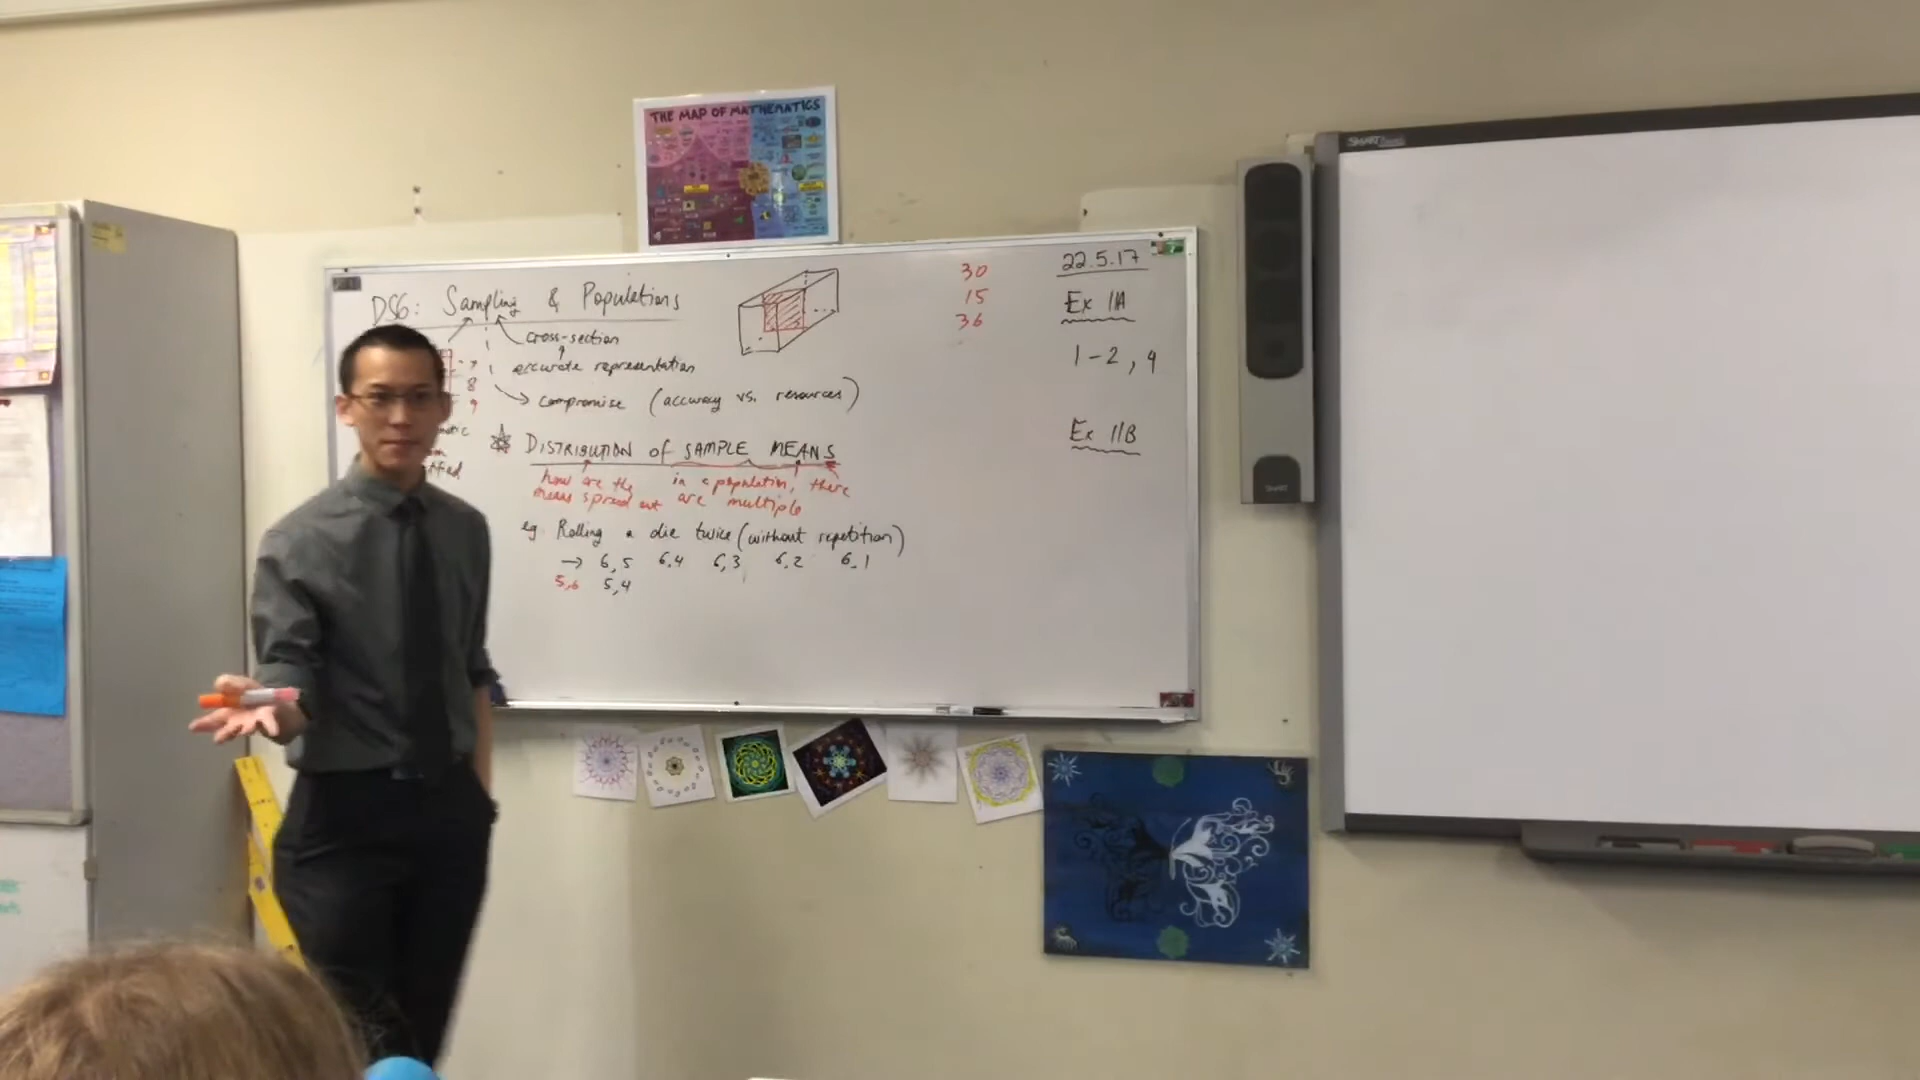 THE MAP OF MATHEMATICS
SMART
DS6: Sampling & Populations
cross-section
accurate representation
compromise (accuracy vs. resources)
DISTRIBUTION of SAMPLE MEANS
how are the means spread out
in a population, there are multiple
eg. Rolling a die twice (without repetition)
→ 6,5 6,4 6,3 6,2 6,1
5,6 5,4
8
9
30
15
36
22.5.17
Ex 11A
1-2, 4
Ex 11B
SMART